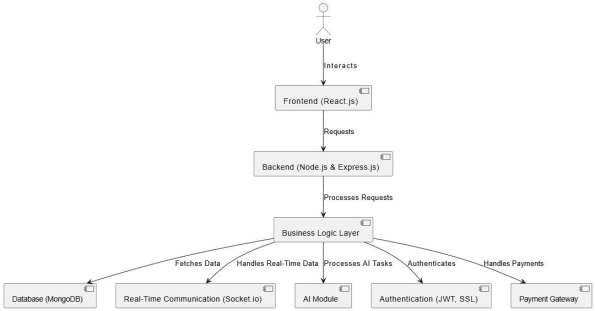 User
Interacts
Frontend (React.js)
Requests
Backend (Node.js & Express.js)
Processes Requests
Business Logic Layer
Fetches Data
Handles Real-Time Data
Processes AI Tasks
Authenticates
Handles Payments
Database (MongoDB)
Real-Time Communication (Socket.io)
AI Module
Authentication (JWT, SSL)
Payment Gateway